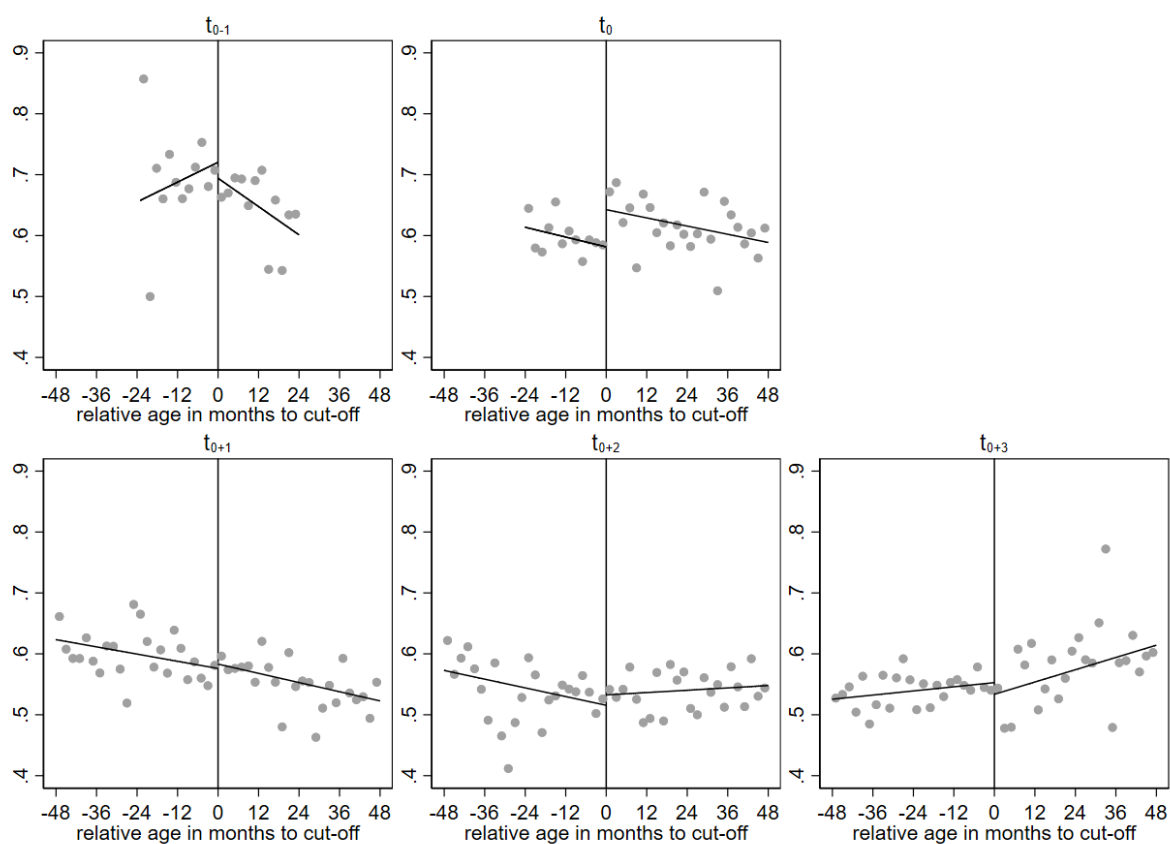 t0-1
.9
.8
.7
.6
.5
.4
-48 -36 -24 -12 0 12 24 36 48
relative age in months to cut-off
t0
.9
.8
.7
.6
.5
.4
-48 -36 -24 -12 0 12 24 36 48
relative age in months to cut-off
t0+1
.9
.8
.7
.6
.5
.4
-48 -36 -24 -12 0 12 24 36 48
relative age in months to cut-off
t0+2
.9
.8
.7
.6
.5
.4
-48 -36 -24 -12 0 12 24 36 48
relative age in months to cut-off
t0+3
.9
.8
.7
.6
.5
.4
-48 -36 -24 -12 0 12 24 36 48
relative age in months to cut-off